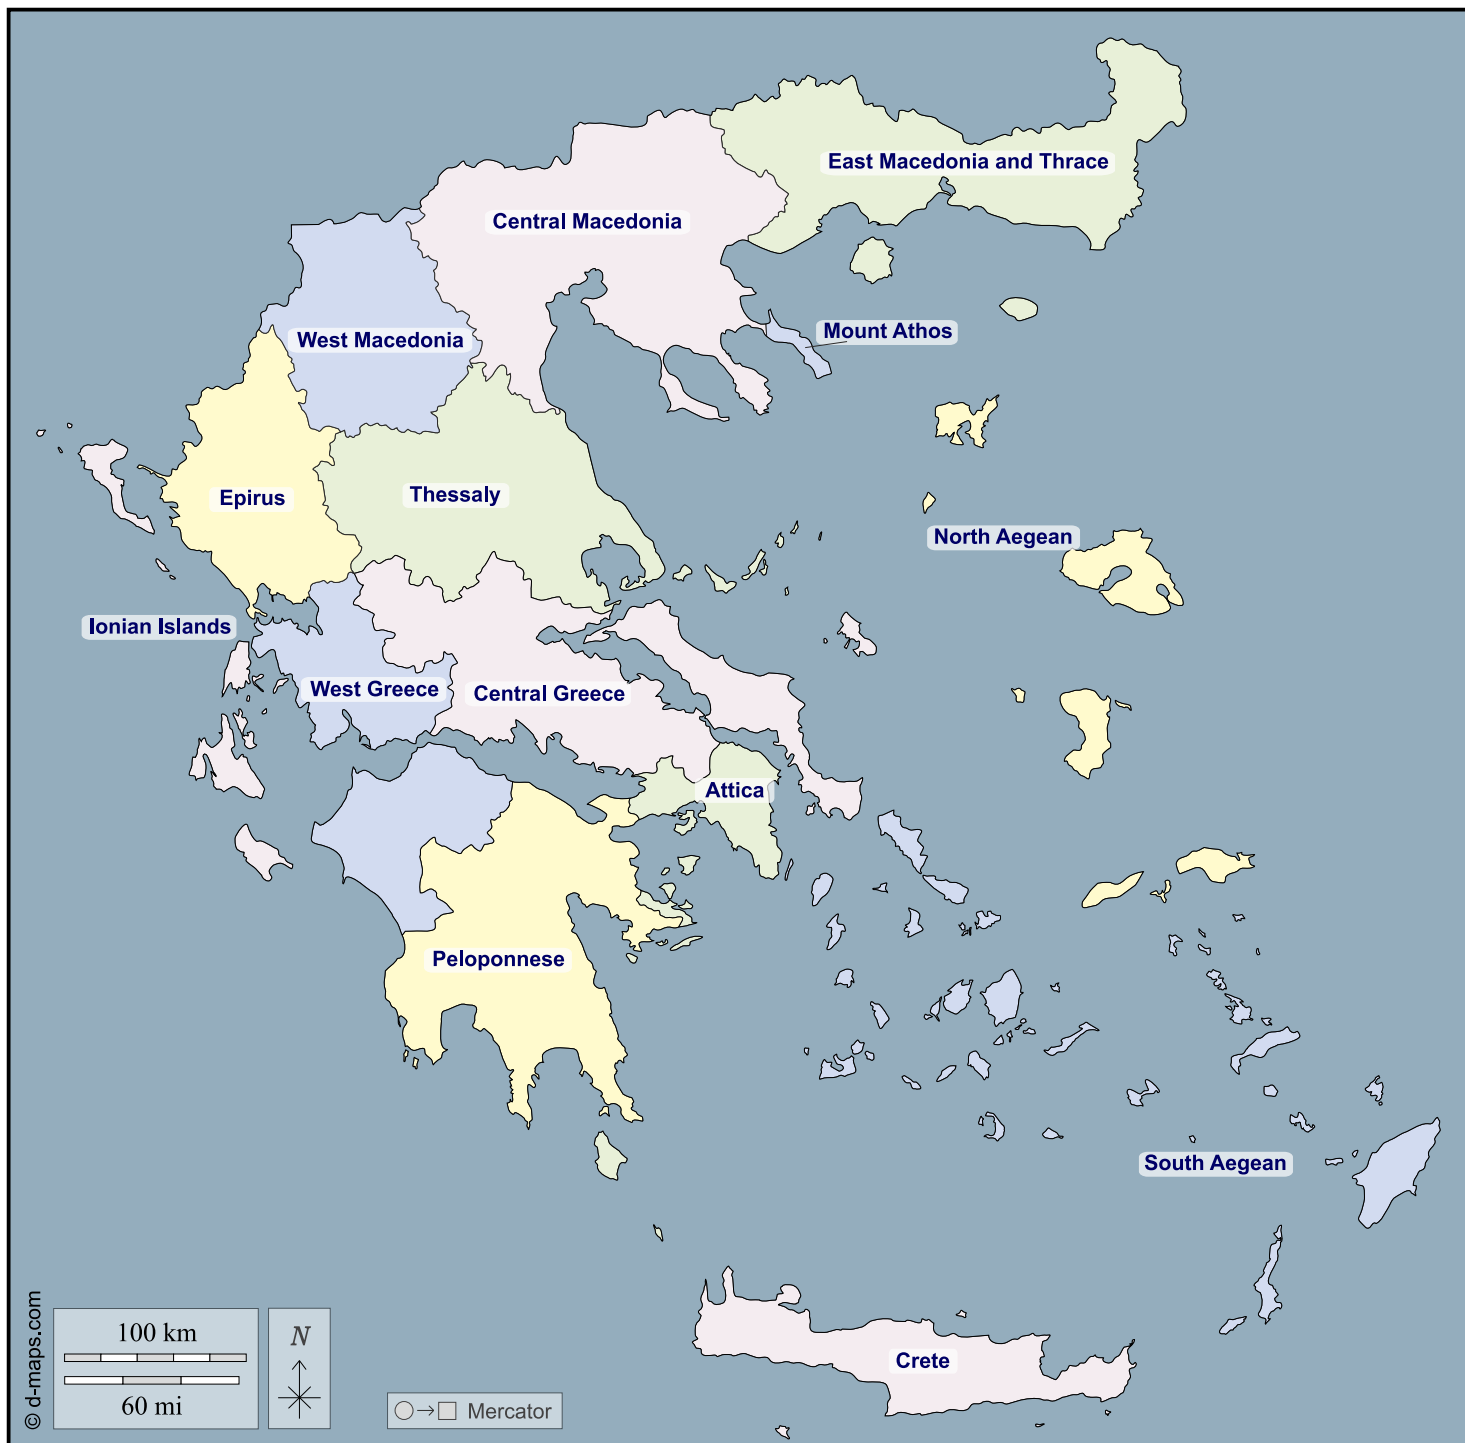 East Macedonia and Thrace
Central Macedonia
Mount Athos
West Macedonia
Epirus
Thessaly
North Aegean
Ionian Islands
West Greece
Central Greece
Attica
Peloponnese
South Aegean
Crete
© d-maps.com
100 km
60 mi
N
Mercator